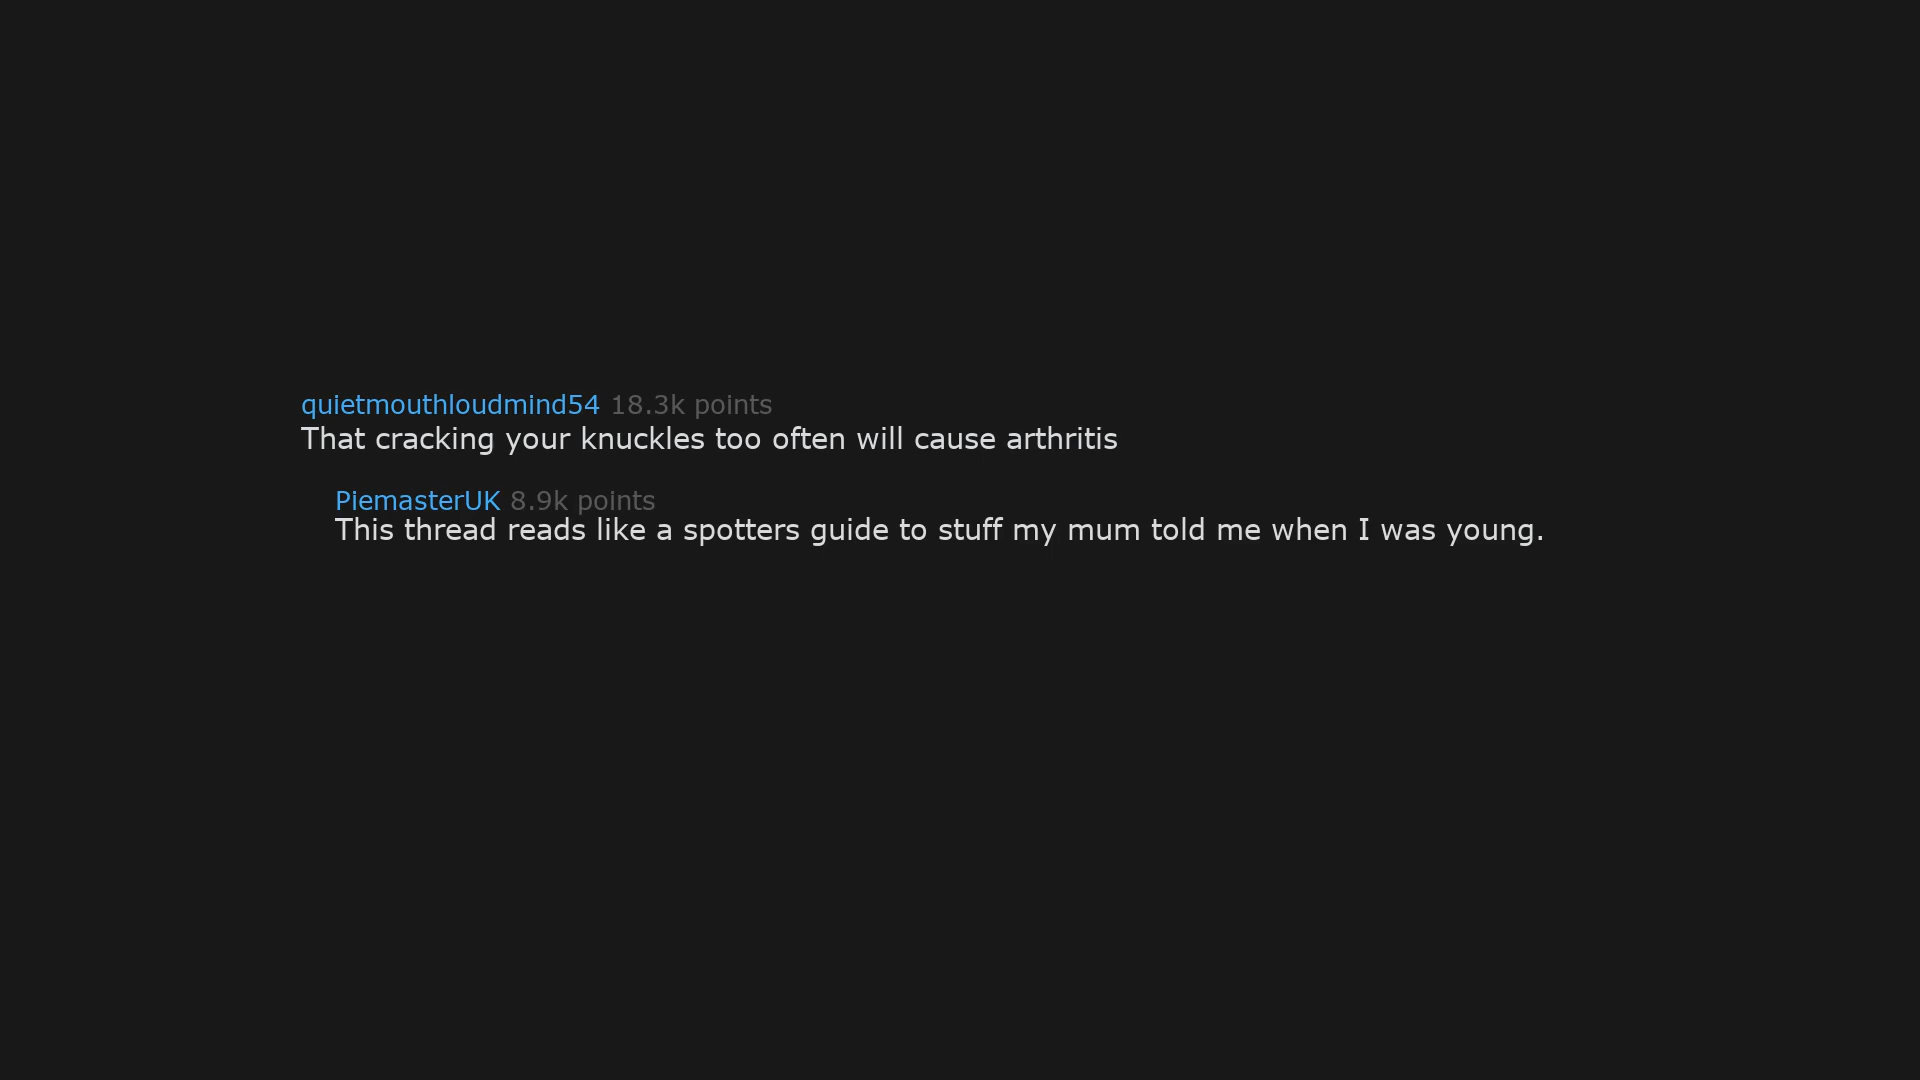 quietmouthloudmind54 18.3k points
That cracking your knuckles too often will cause arthritis
PiemasterUK 8.9k points
This thread reads like a spotters guide to stuff my mum told me when I was young.